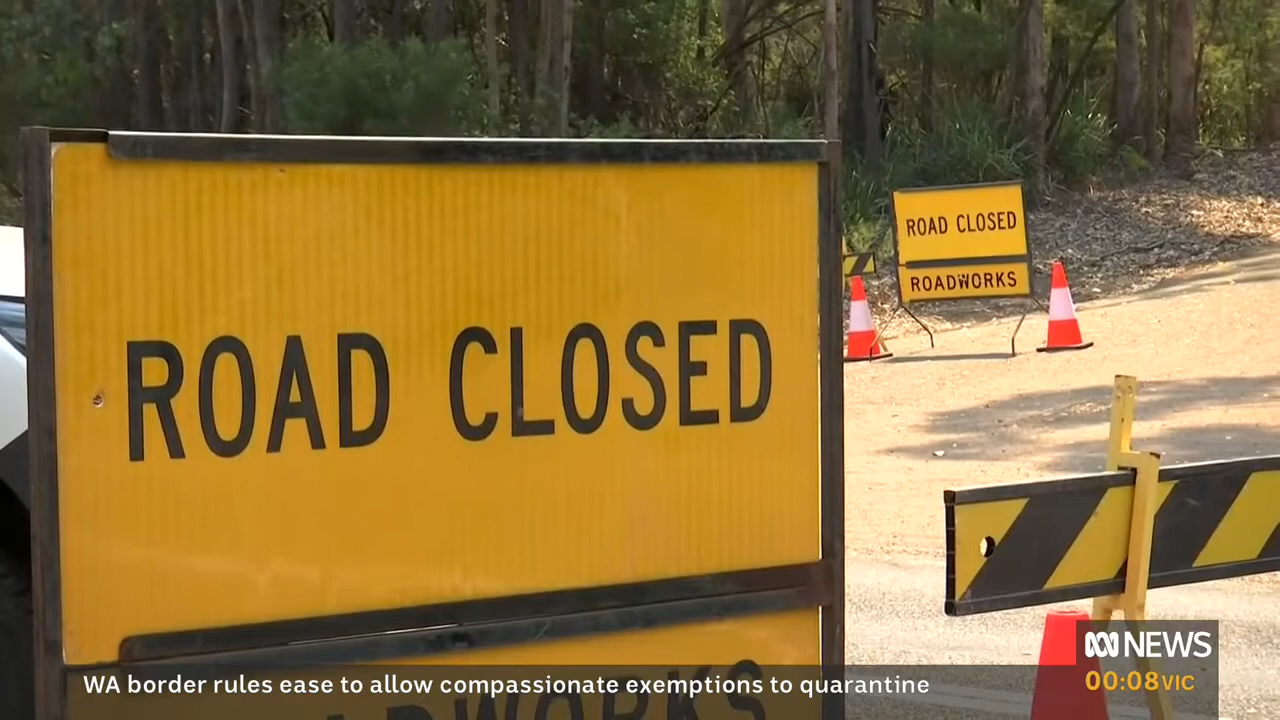 ROAD CLOSED
ROADWORKS
ROAD CLOSED
ROADWORKS
NEWS
00:08 VIC
WA border rules ease to allow compassionate exemptions to quarantine